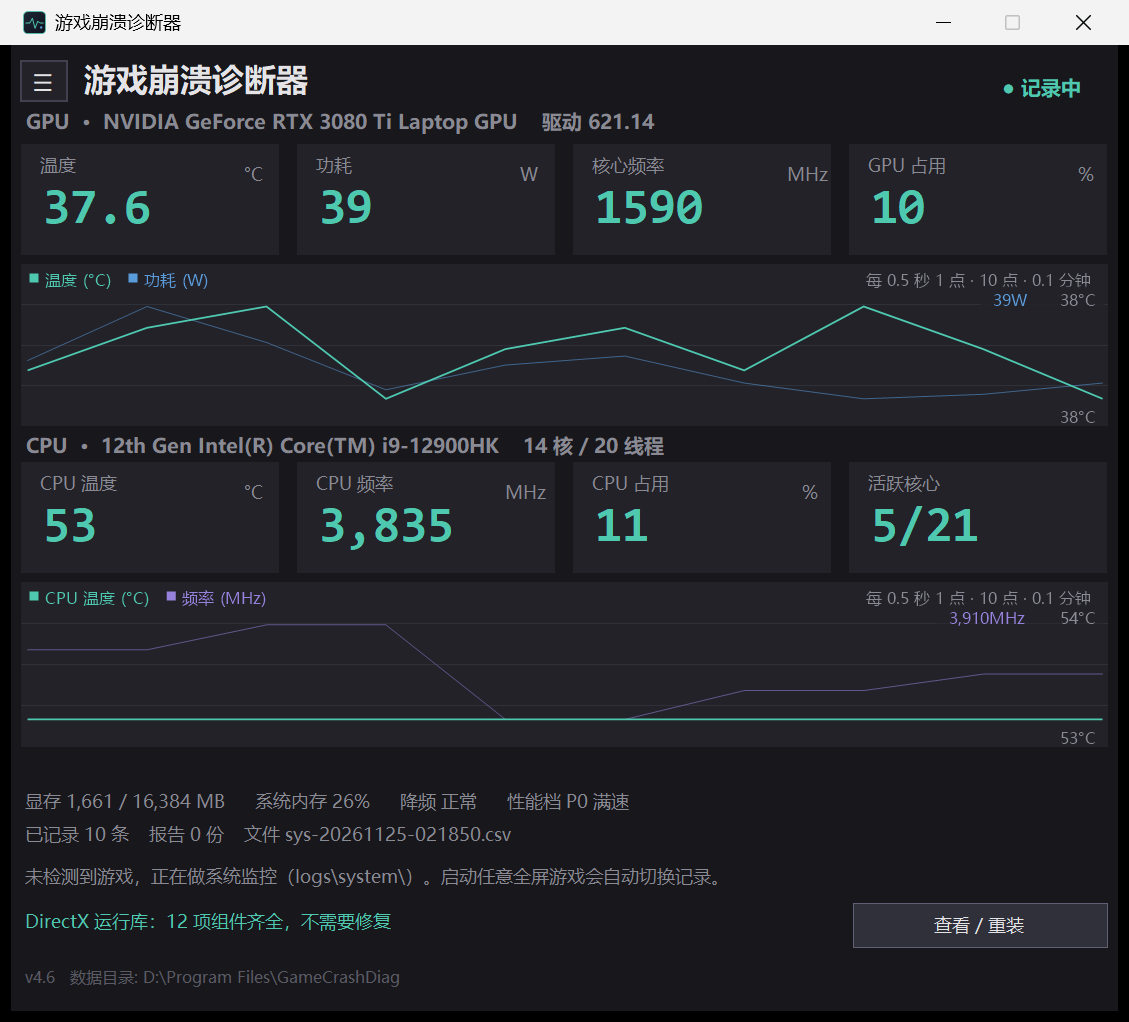 游戏崩溃诊断器
☰ 游戏崩溃诊断器
● 记录中
GPU • NVIDIA GeForce RTX 3080 Ti Laptop GPU 驱动 621.14
温度 °C
37.6
功耗 W
39
核心频率 MHz
1590
GPU 占用 %
10
温度 (°C) 功耗 (W) 每 0.5 秒 1 点 · 10 点 · 0.1 分钟
39W 38°C
38°C
CPU • 12th Gen Intel(R) Core(TM) i9-12900HK 14 核 / 20 线程
CPU 温度 °C
53
CPU 频率 MHz
3,835
CPU 占用 %
11
活跃核心
5/21
CPU 温度 (°C) 频率 (MHz) 每 0.5 秒 1 点 · 10 点 · 0.1 分钟
3,910MHz 54°C
53°C
显存 1,661 / 16,384 MB 系统内存 26% 降频 正常 性能档 P0 满速
已记录 10 条 报告 0 份 文件 sys-20261125-021850.csv
未检测到游戏，正在做系统监控（logs\system\）。启动任意全屏游戏会自动切换记录。
DirectX 运行库：12 项组件齐全，不需要修复
查看 / 重装
v4.6 数据目录: D:\Program Files\GameCrashDiag